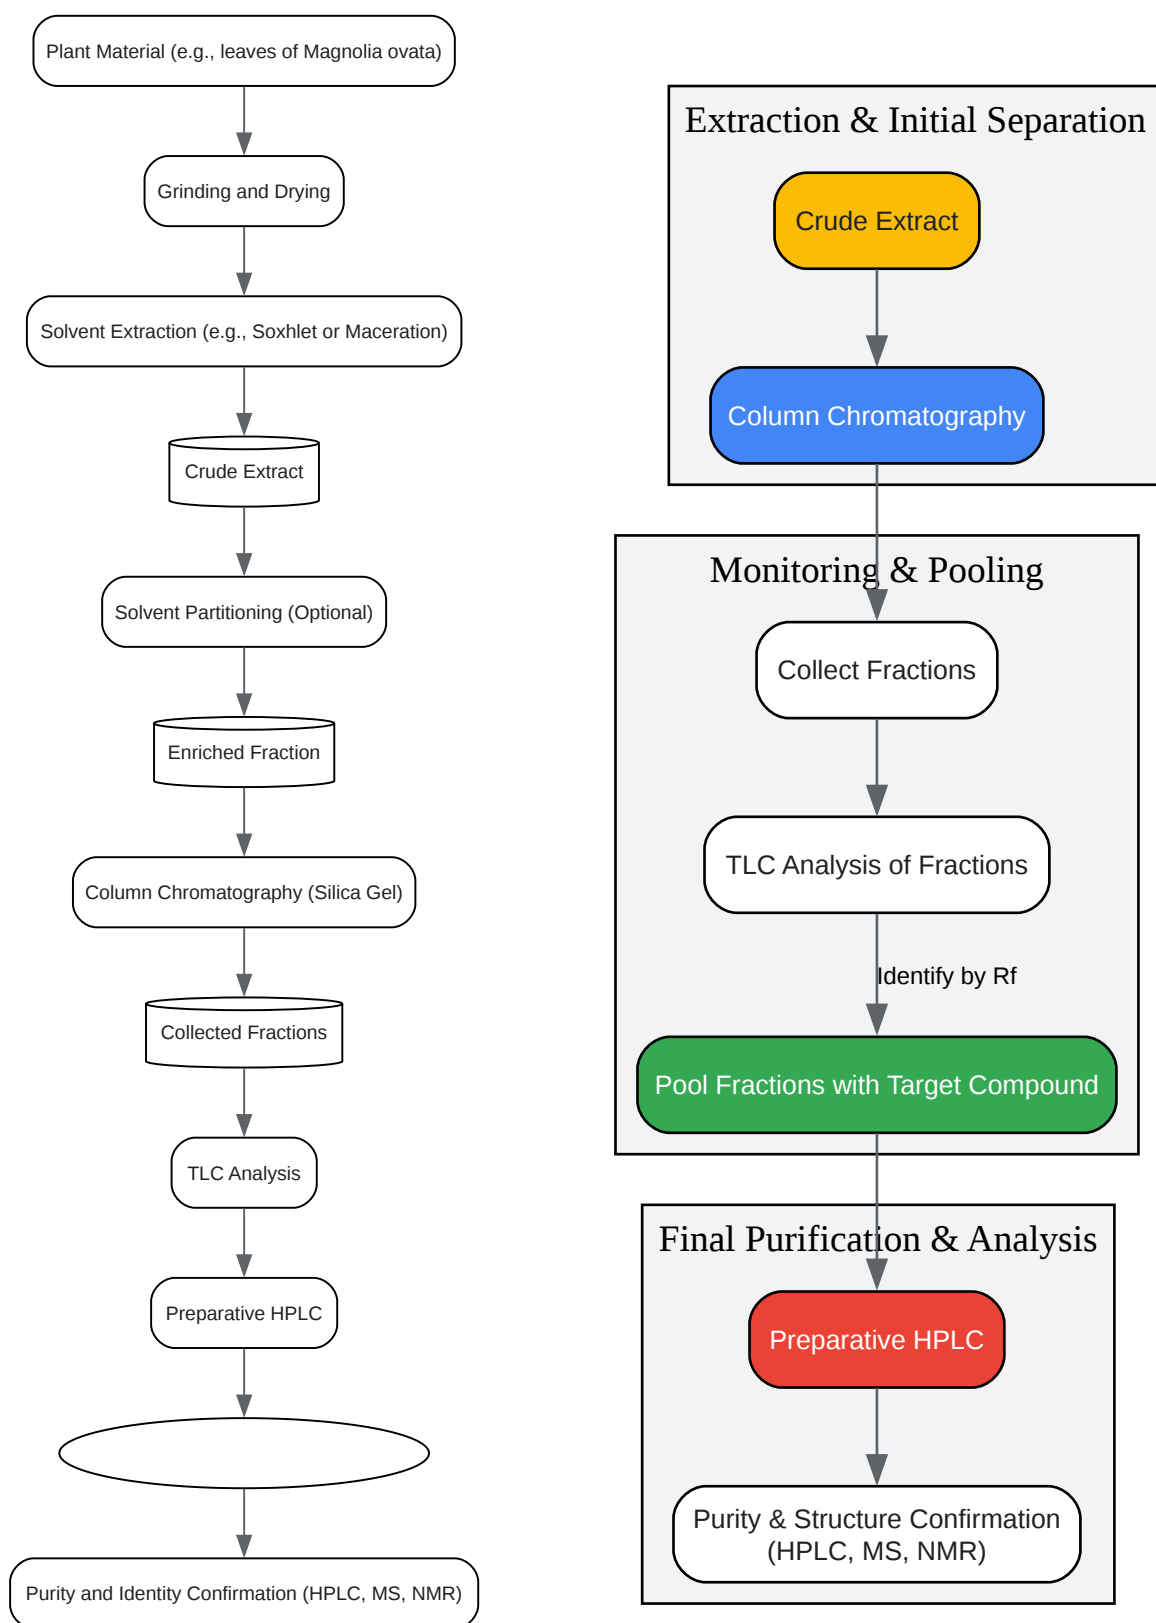 Plant Material (e.g., leaves of Magnolia ovata)
Grinding and Drying
Solvent Extraction (e.g., Soxhlet or Maceration)
Crude Extract
Solvent Partitioning (Optional)
Enriched Fraction
Column Chromatography (Silica Gel)
Collected Fractions
TLC Analysis
Preparative HPLC
Purity and Identity Confirmation (HPLC, MS, NMR)
Extraction & Initial Separation
Crude Extract
Column Chromatography
Monitoring & Pooling
Collect Fractions
TLC Analysis of Fractions
Identify by Rf
Pool Fractions with Target Compound
Final Purification & Analysis
Preparative HPLC
Purity & Structure Confirmation
(HPLC, MS, NMR)